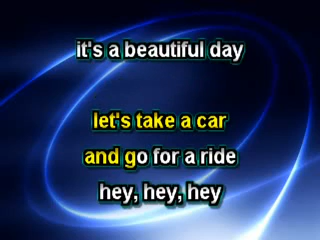 it's a beautiful day
let's take a car
and go for a ride
hey, hey, hey